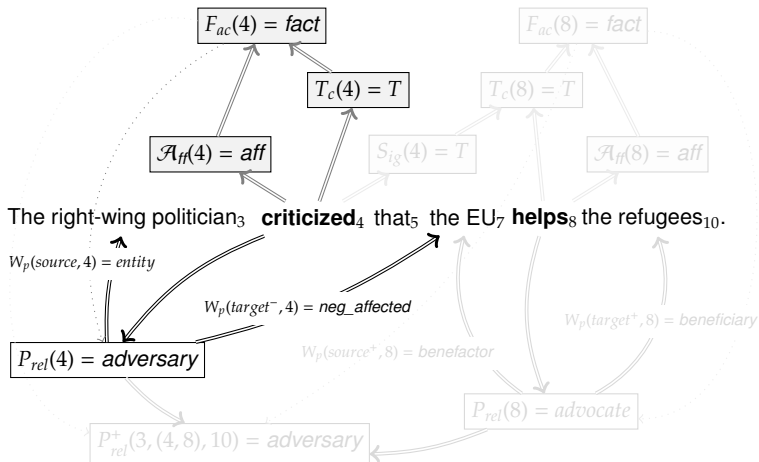 F_ac(4) = fact F_ac(8) = fact
T_c(4) = T T_c(8) = T
𝒜_ff(4) = aff S_ig(4) = T 𝒜_ff(8) = aff
The right-wing politician₃ criticized₄ that₅ the EU₇ helps₈ the refugees₁₀.
W_p(source, 4) = entity
W_p(target⁻, 4) = neg_affected W_p(target⁺, 8) = beneficiary
P_rel(4) = adversary W_p(source⁺, 8) = benefactor
P_rel(8) = advocate
P⁺_rel(3, (4, 8), 10) = adversary